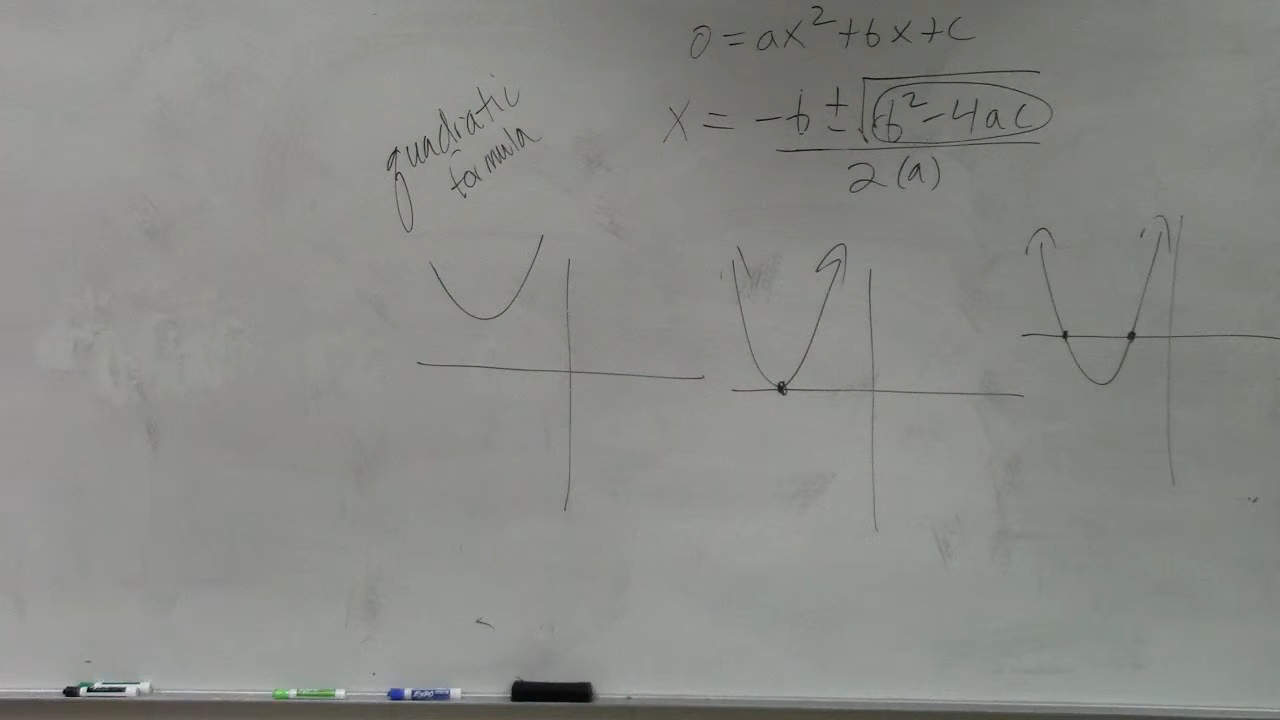 0=ax²+bx+c
quadratic
formula
x = -b ± √b²-4ac
2(a)